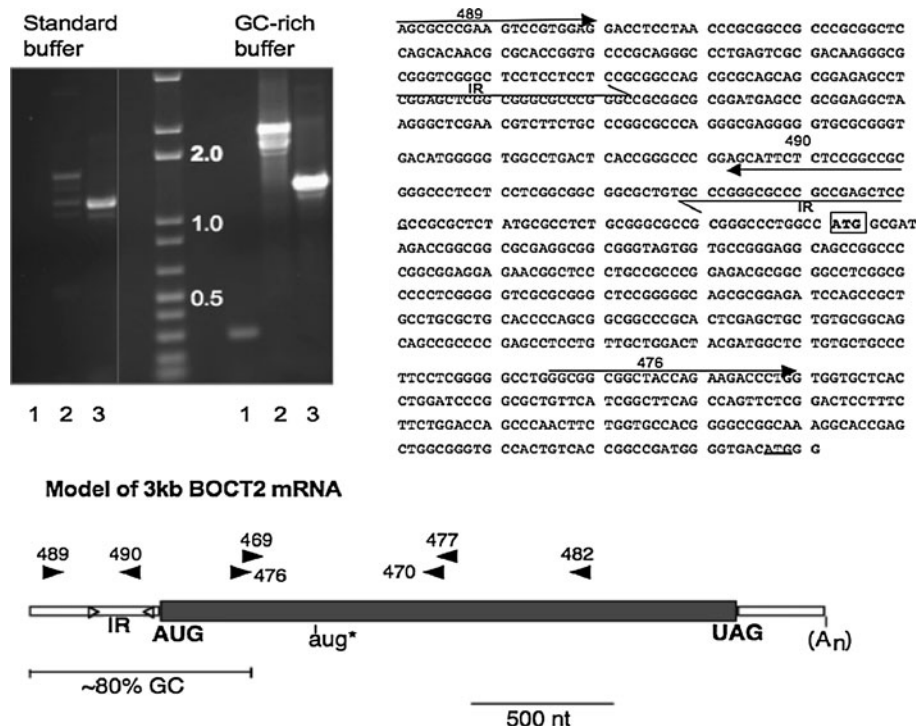 Standard
buffer
GC-rich
buffer
2.0
1.0
0.5
1 2 3
1 2 3
489
AGCGCCCGAA GTCCGTGGAG GACCTCCTAA CCCGCGGCCG CCCGCGGCTC
CAGCACAACG CGCACCGGTG CCCGCAGGGC CCTGAGTCGC GACAAGGGCG
CGGGTCGGGC TCCTCCTCCT CCGCGGCCAG CGCGCAGCAG CGGAGAGCCT
IR
CGGAGCTCGG CGGGCGCCCG GGCCGCGGCG CGGATGAGCC GCGGAGGCTA
AGGGCTCGAA CGTCTTCTGC CCGGCGCCCA GGGCGAGGGG GTGCGCGGGT
490
GACATGGGGG TGGCCTGACT CACCGGGCCC GGAGCATTCT CTCCGGCCGC
GGGCCCTCCT CCTCGGCGGC GGCGCTGTGC CCGGGCGCCC GCCGAGCTCC
IR
GCCGCGCTCT ATGCGCCTCT GCGGGCGCCG CGGGCCCTGGCC ATG GCGAT
AGACCGGCGG CGCGAGGCGG CGGTAGTGGT GCCGGGAGGC CAGCCGGCCC
CGGCGGAGGA GAACGGCTCC CTGCCGCCCG GAGACGCGGC GGCCTCGGCG
CCCCTCGGGG GTCGCGCGGG CTCCGGGGGC AGCGCGGAGA TCCAGCCGCT
GCCTGCGCTG CACCCCAGCG GCGGCCCGCA CTCGAGCTGC TGTGCGGCAG
CAGCCGCCCC GAGCCTCCTG TTGCTGGACT ACGATGGCTC TGTGCTGCCC
476
TTCCTCGGGG GCCTGGGCGG CGGCTACCAG AAGACCCTGG TGGTGCTCAC
CTGGATCCCG GCGCTGTTCA TCGGCTTCAG CCAGTTCTCG GACTCCTTTC
TTCTGGACCA GCCCAACTTC TGGTGCCACG GGGCCGGCAA AGGCACCGAG
CTGGCGGGTG CCACTGTCAC CGGCCGATGG GGTGACATGG G
Model of 3kb BOCT2 mRNA
489 490 469 477 482
476 470
IR
AUG
aug*
UAG
(An)
~80% GC
500 nt